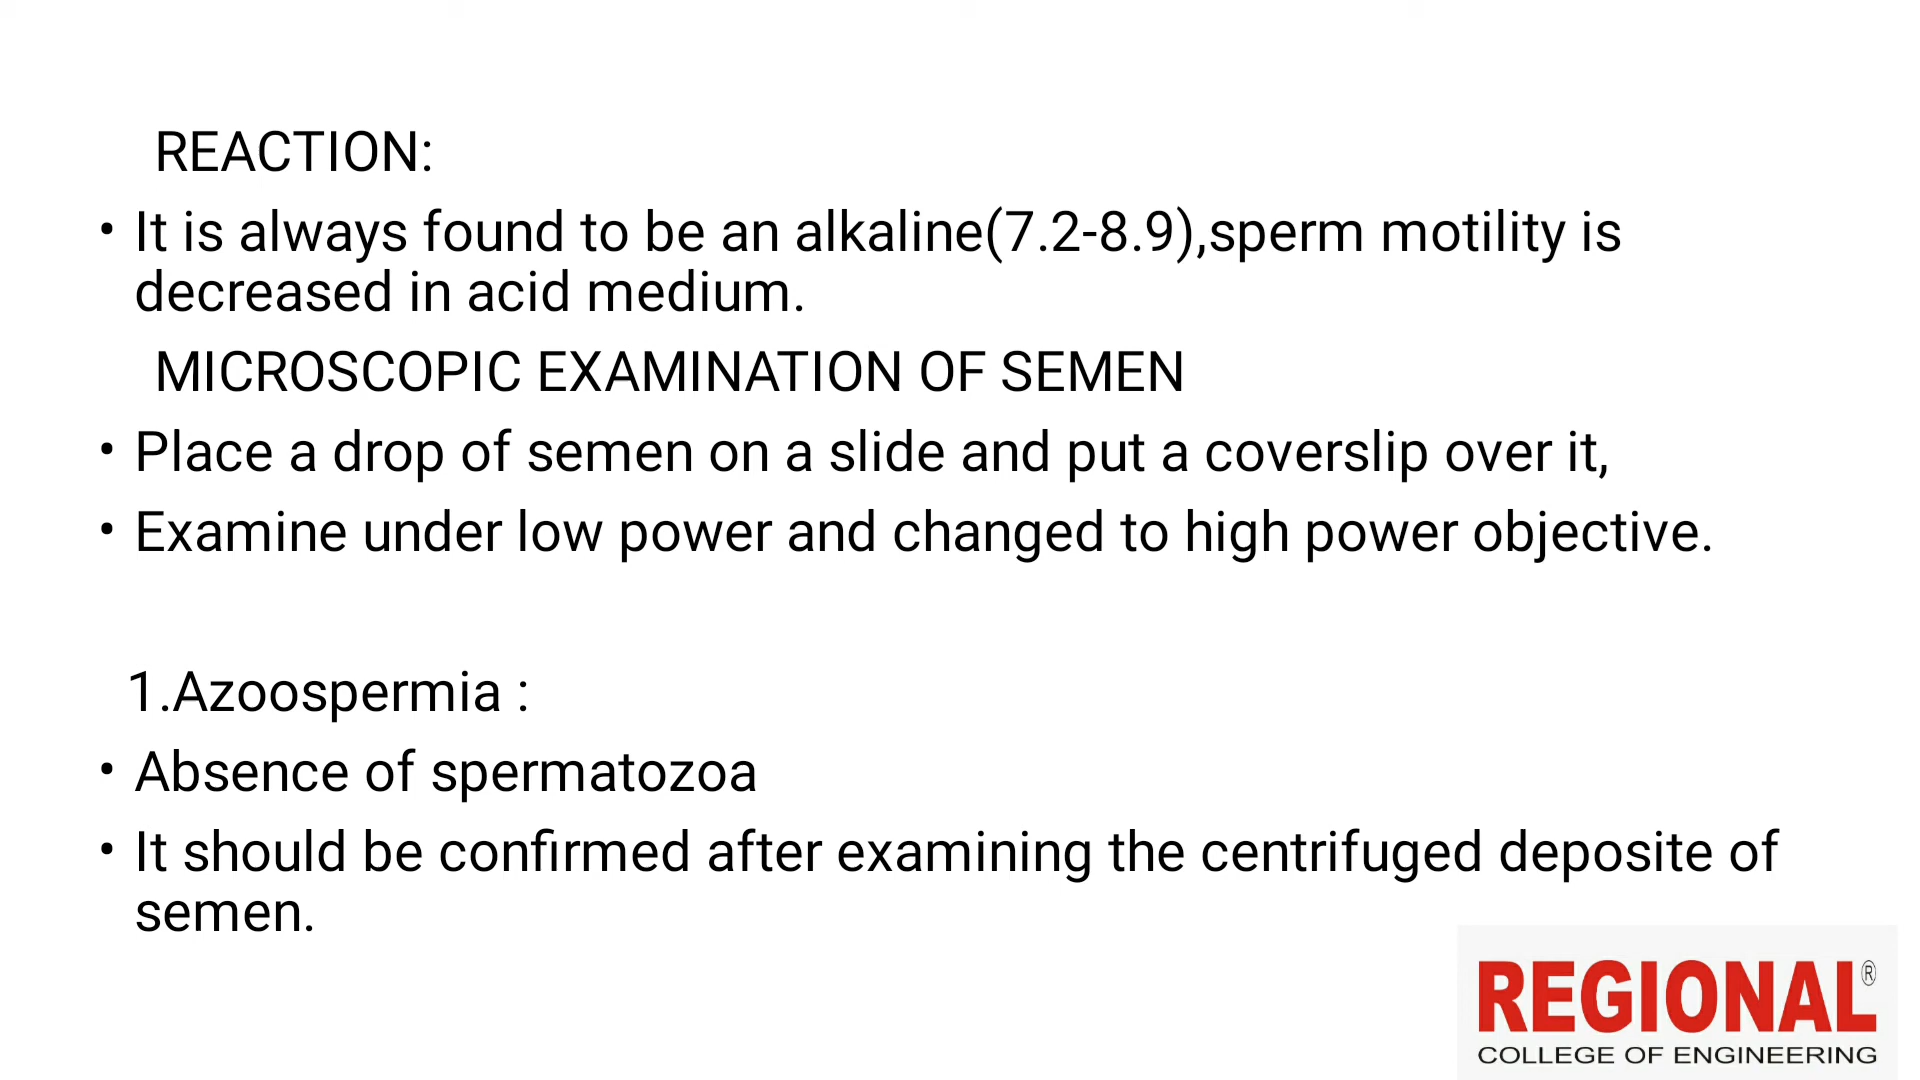 REACTION:
• It is always found to be an alkaline(7.2-8.9),sperm motility is
decreased in acid medium.
MICROSCOPIC EXAMINATION OF SEMEN
• Place a drop of semen on a slide and put a coverslip over it,
• Examine under low power and changed to high power objective.
1.Azoospermia :
• Absence of spermatozoa
• It should be confirmed after examining the centrifuged deposite of
semen.
REGIONAL®
COLLEGE OF ENGINEERING